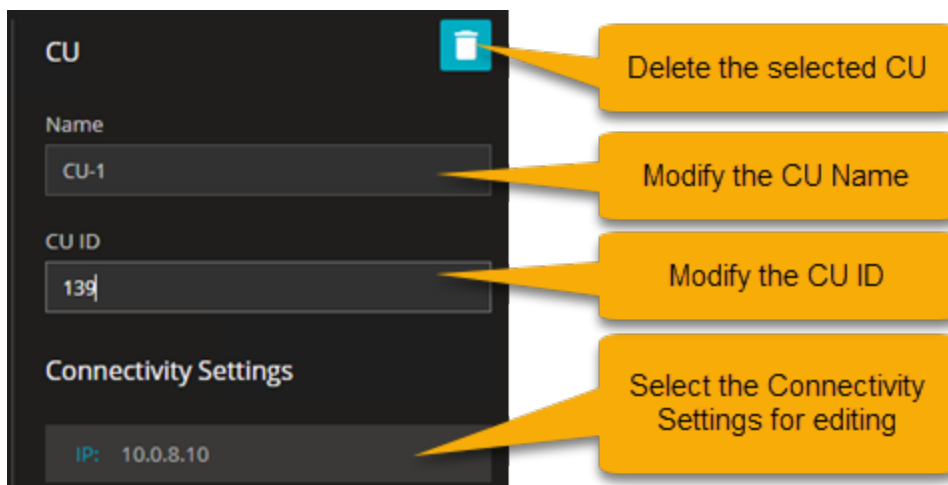 CU
Delete the selected CU
Name
CU-1
Modify the CU Name
CU ID
139
Modify the CU ID
Connectivity Settings
Select the Connectivity
Settings for editing
IP: 10.0.8.10